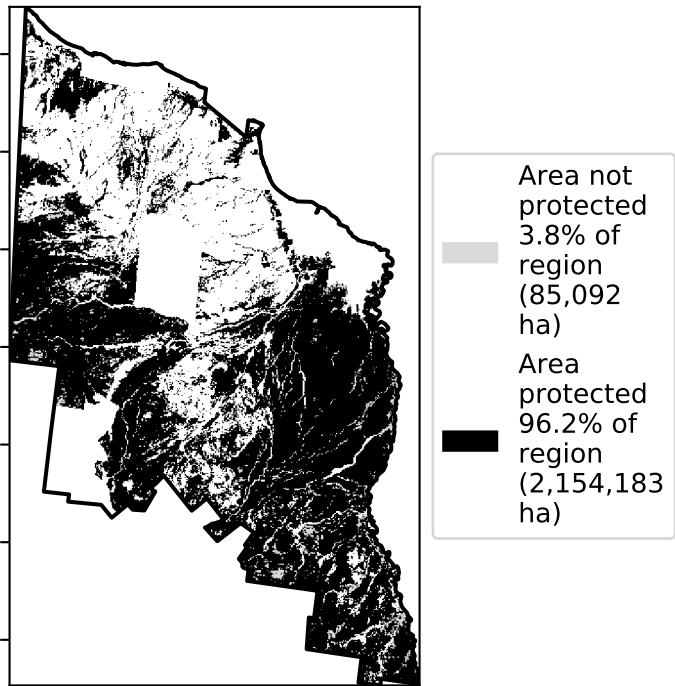 Area not
protected
3.8% of
region
(85,092
ha)
Area
protected
96.2% of
region
(2,154,183
ha)